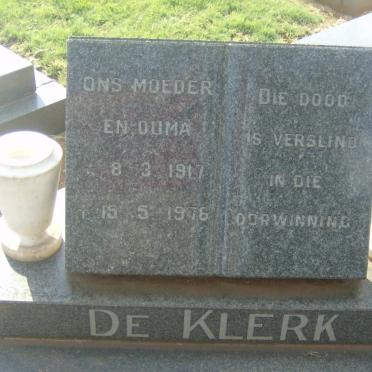 ONS MOEDER
EN OUMA
* 8 - 3 - 1917
† 15 - 5 - 1976
DIE DOOD
IS VERSLIND
IN DIE
OORWINNING
DE KLERK